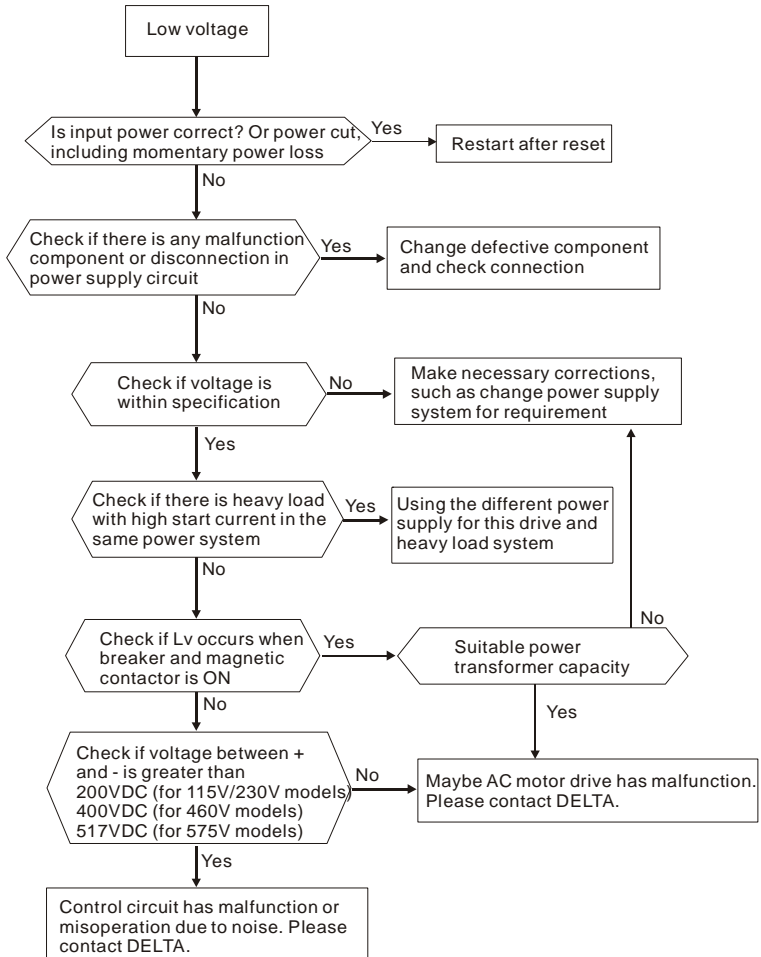 Low voltage
Is input power correct? Or power cut,
including momentary power loss
Yes
Restart after reset
No
Check if there is any malfunction
component or disconnection in
power supply circuit
Yes
Change defective component
and check connection
No
Check if voltage is
within specification
No
Make necessary corrections,
such as change power supply
system for requirement
Yes
Check if there is heavy load
with high start current in the
same power system
Yes
Using the different power
supply for this drive and
heavy load system
No
Check if Lv occurs when
breaker and magnetic
contactor is ON
Yes
Suitable power
transformer capacity
No
Yes
No
Check if voltage between +
and - is greater than
200VDC (for 115V/230V models)
400VDC (for 460V models)
517VDC (for 575V models)
No
Maybe AC motor drive has malfunction.
Please contact DELTA.
Yes
Control circuit has malfunction or
misoperation due to noise. Please
contact DELTA.